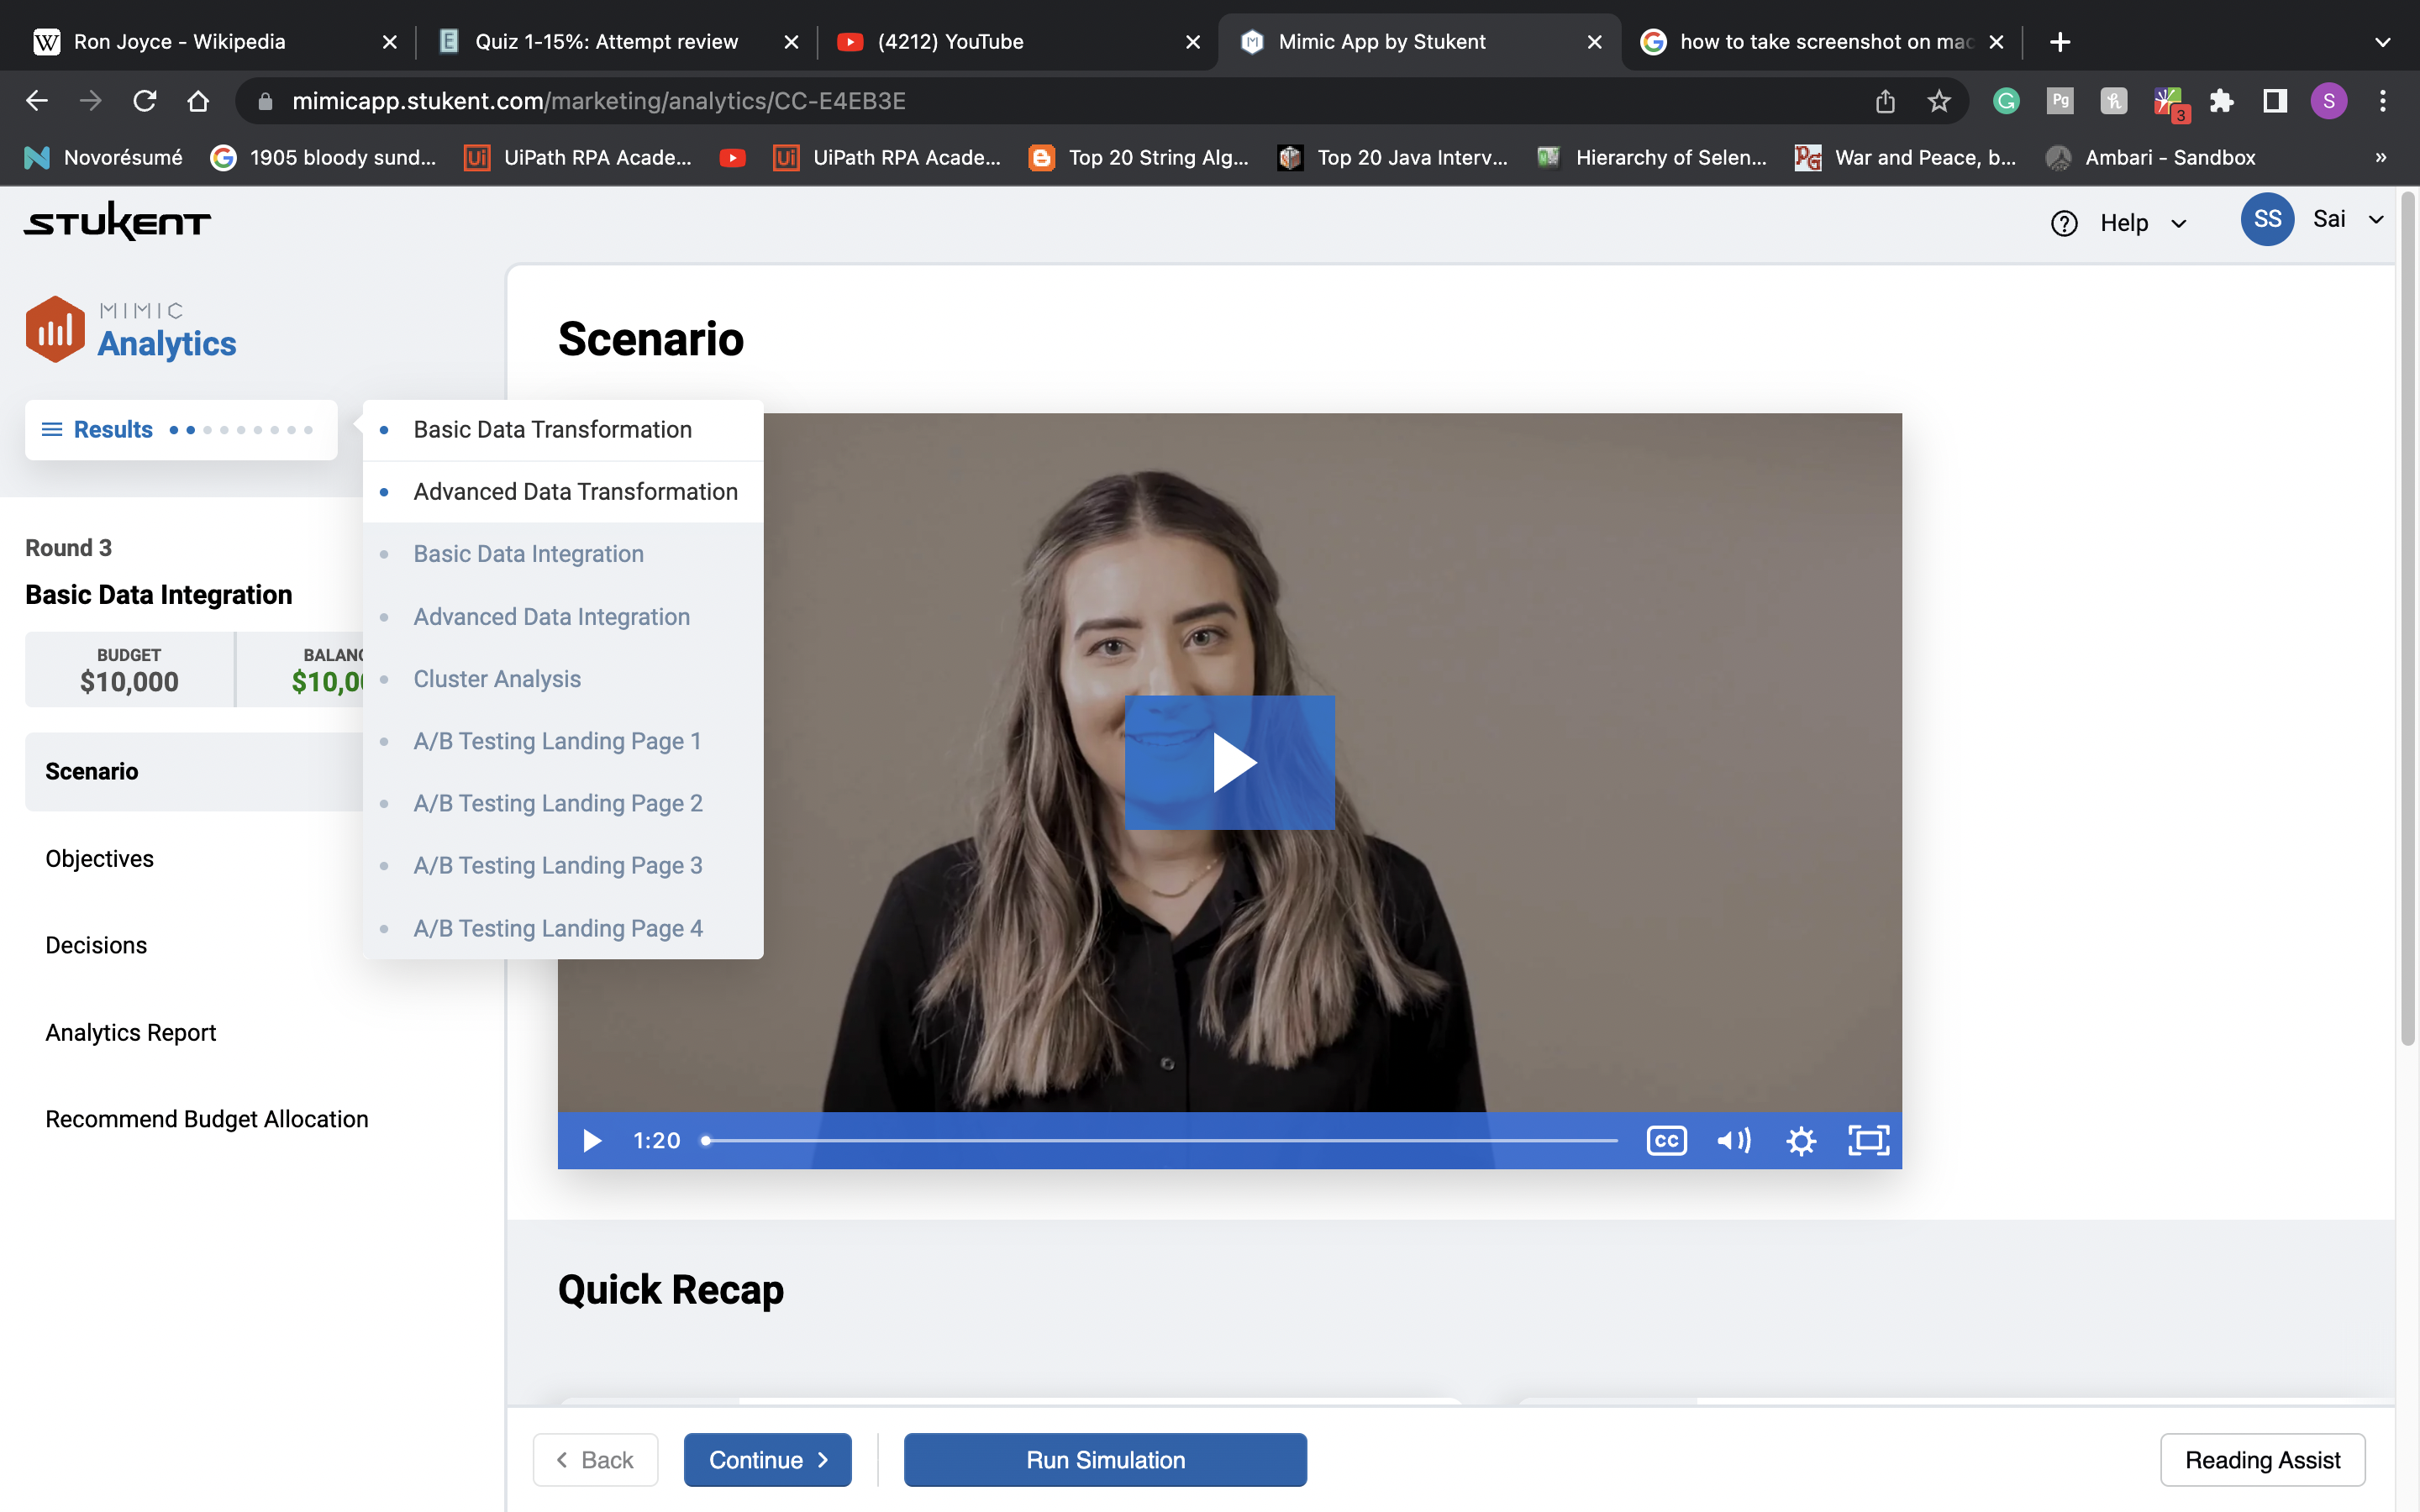 Ron Joyce - Wikipedia
Quiz 1-15%: Attempt review
(4212) YouTube
Mimic App by Stukent
how to take screenshot on mac
mimicapp.stukent.com/marketing/analytics/CC-E4EB3E
Pg
3
S
Novorésumé
1905 bloody sund...
UiPath RPA Acade...
UiPath RPA Acade...
Top 20 String Alg...
Top 20 Java Interv...
Hierarchy of Selen...
War and Peace, b...
Ambari - Sandbox
»
STUKENT
Help
SS
Sai
MIMIC
Analytics
Results
Basic Data Transformation
Advanced Data Transformation
Basic Data Integration
Advanced Data Integration
Cluster Analysis
A/B Testing Landing Page 1
A/B Testing Landing Page 2
A/B Testing Landing Page 3
A/B Testing Landing Page 4
Round 3
Basic Data Integration
BUDGET
$10,000
BALANC
$10,00
Scenario
Objectives
Decisions
Analytics Report
Recommend Budget Allocation
Scenario
1:20
CC
Quick Recap
Back
Continue
Run Simulation
Reading Assist